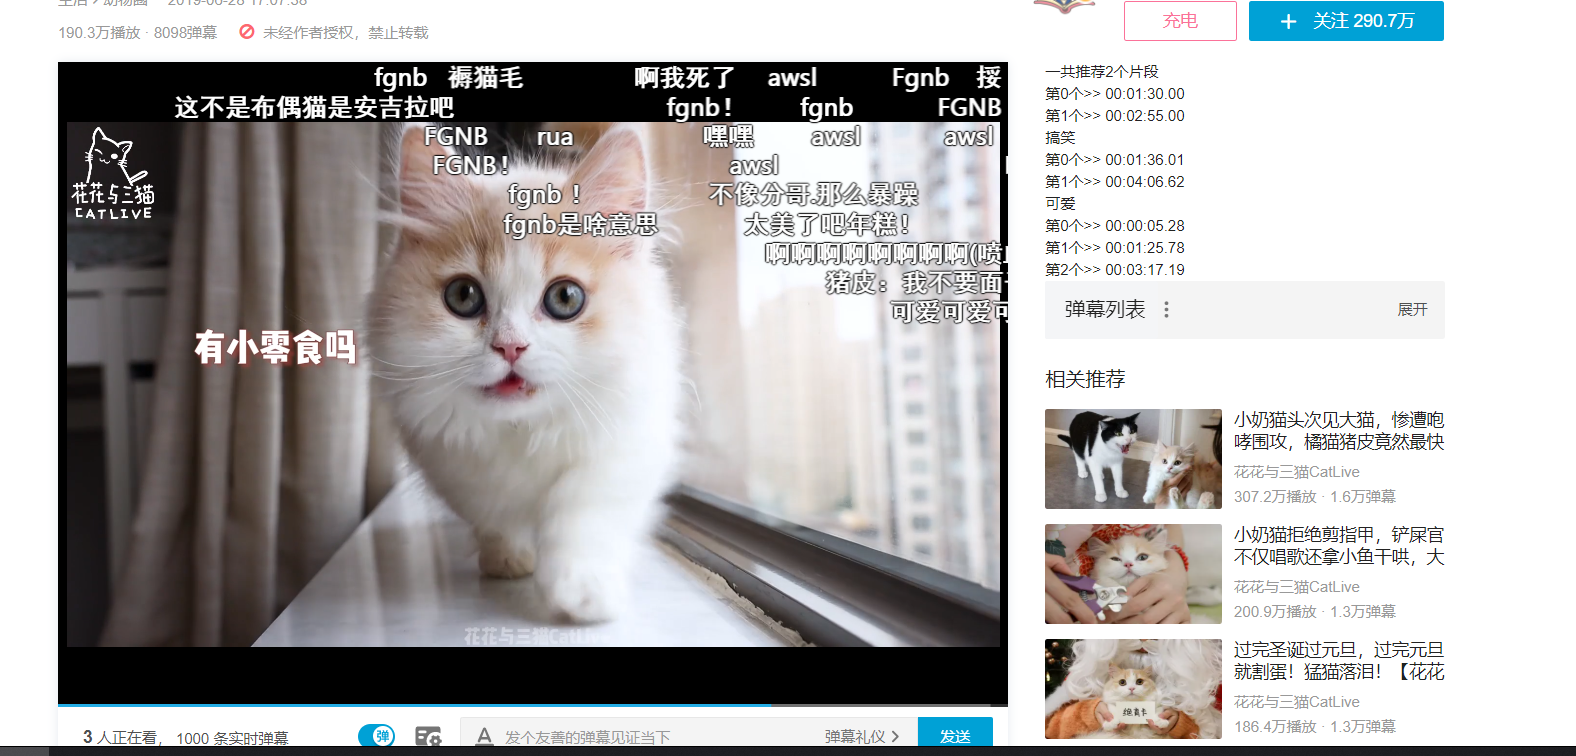 生活 > 动物圈 2019-06-28 17:07:38
190.3万播放 · 8098弹幕 未经作者授权，禁止转载
充电
+ 关注 290.7万
fgnb 褥猫毛 啊我死了 awsl Fgnb 挼
这不是布偶猫是安吉拉吧 fgnb！ fgnb FGNB
FGNB rua 嘿嘿 awsl awsl
FGNB！ awsl
fgnb ！ 不像分哥.那么暴躁
fgnb是啥意思 太美了吧年糕！
啊啊啊啊啊啊啊啊(喷
猪皮：我不要面
可爱可爱可
花花与三猫
CATLIVE
有小零食吗
花花与三猫CatLive
3 人正在看， 1000 条实时弹幕
弹
A 发个友善的弹幕见证当下
弹幕礼仪 >
发送
一共推荐2个片段
第0个>> 00:01:30.00
第1个>> 00:02:55.00
搞笑
第0个>> 00:01:36.01
第1个>> 00:04:06.62
可爱
第0个>> 00:00:05.28
第1个>> 00:01:25.78
第2个>> 00:03:17.19
弹幕列表
展开
相关推荐
小奶猫头次见大猫，惨遭咆
哮围攻，橘猫猪皮竟然最快
花花与三猫CatLive
307.2万播放 · 1.6万弹幕
小奶猫拒绝剪指甲，铲屎官
不仅唱歌还拿小鱼干哄，大
花花与三猫CatLive
200.9万播放 · 1.3万弹幕
绝育卡
过完圣诞过元旦，过完元旦
就割蛋！猛猫落泪！【花花
花花与三猫CatLive
186.4万播放 · 1.3万弹幕